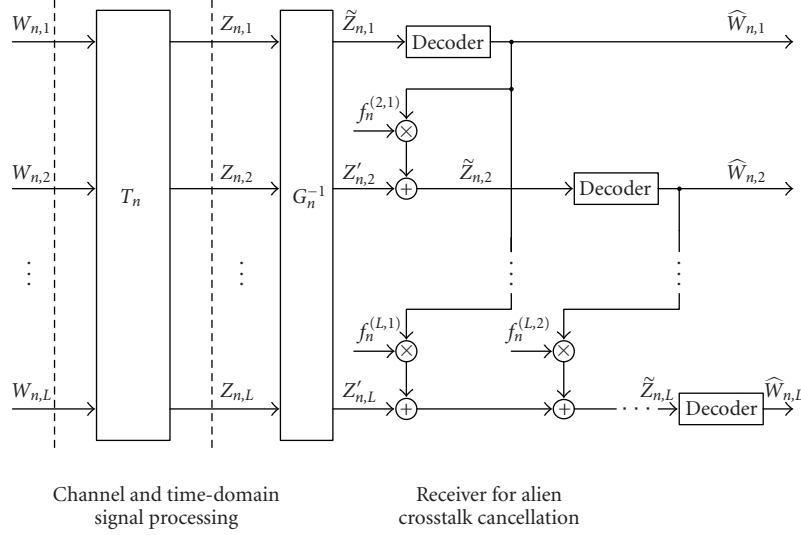 W_{n,1} Z_{n,1} \tilde{Z}_{n,1} Decoder \widehat{W}_{n,1}
f_n^{(2,1)} ×
W_{n,2} Z_{n,2} Z'_{n,2} + \tilde{Z}_{n,2} Decoder \widehat{W}_{n,2}
T_n G_n^{-1}
⋮ ⋮ ⋮ ⋮
f_n^{(L,1)} × f_n^{(L,2)} ×
W_{n,L} Z_{n,L} Z'_{n,L} + + ··· \tilde{Z}_{n,L} Decoder \widehat{W}_{n,L}
Channel and time-domain
signal processing
Receiver for alien
crosstalk cancellation